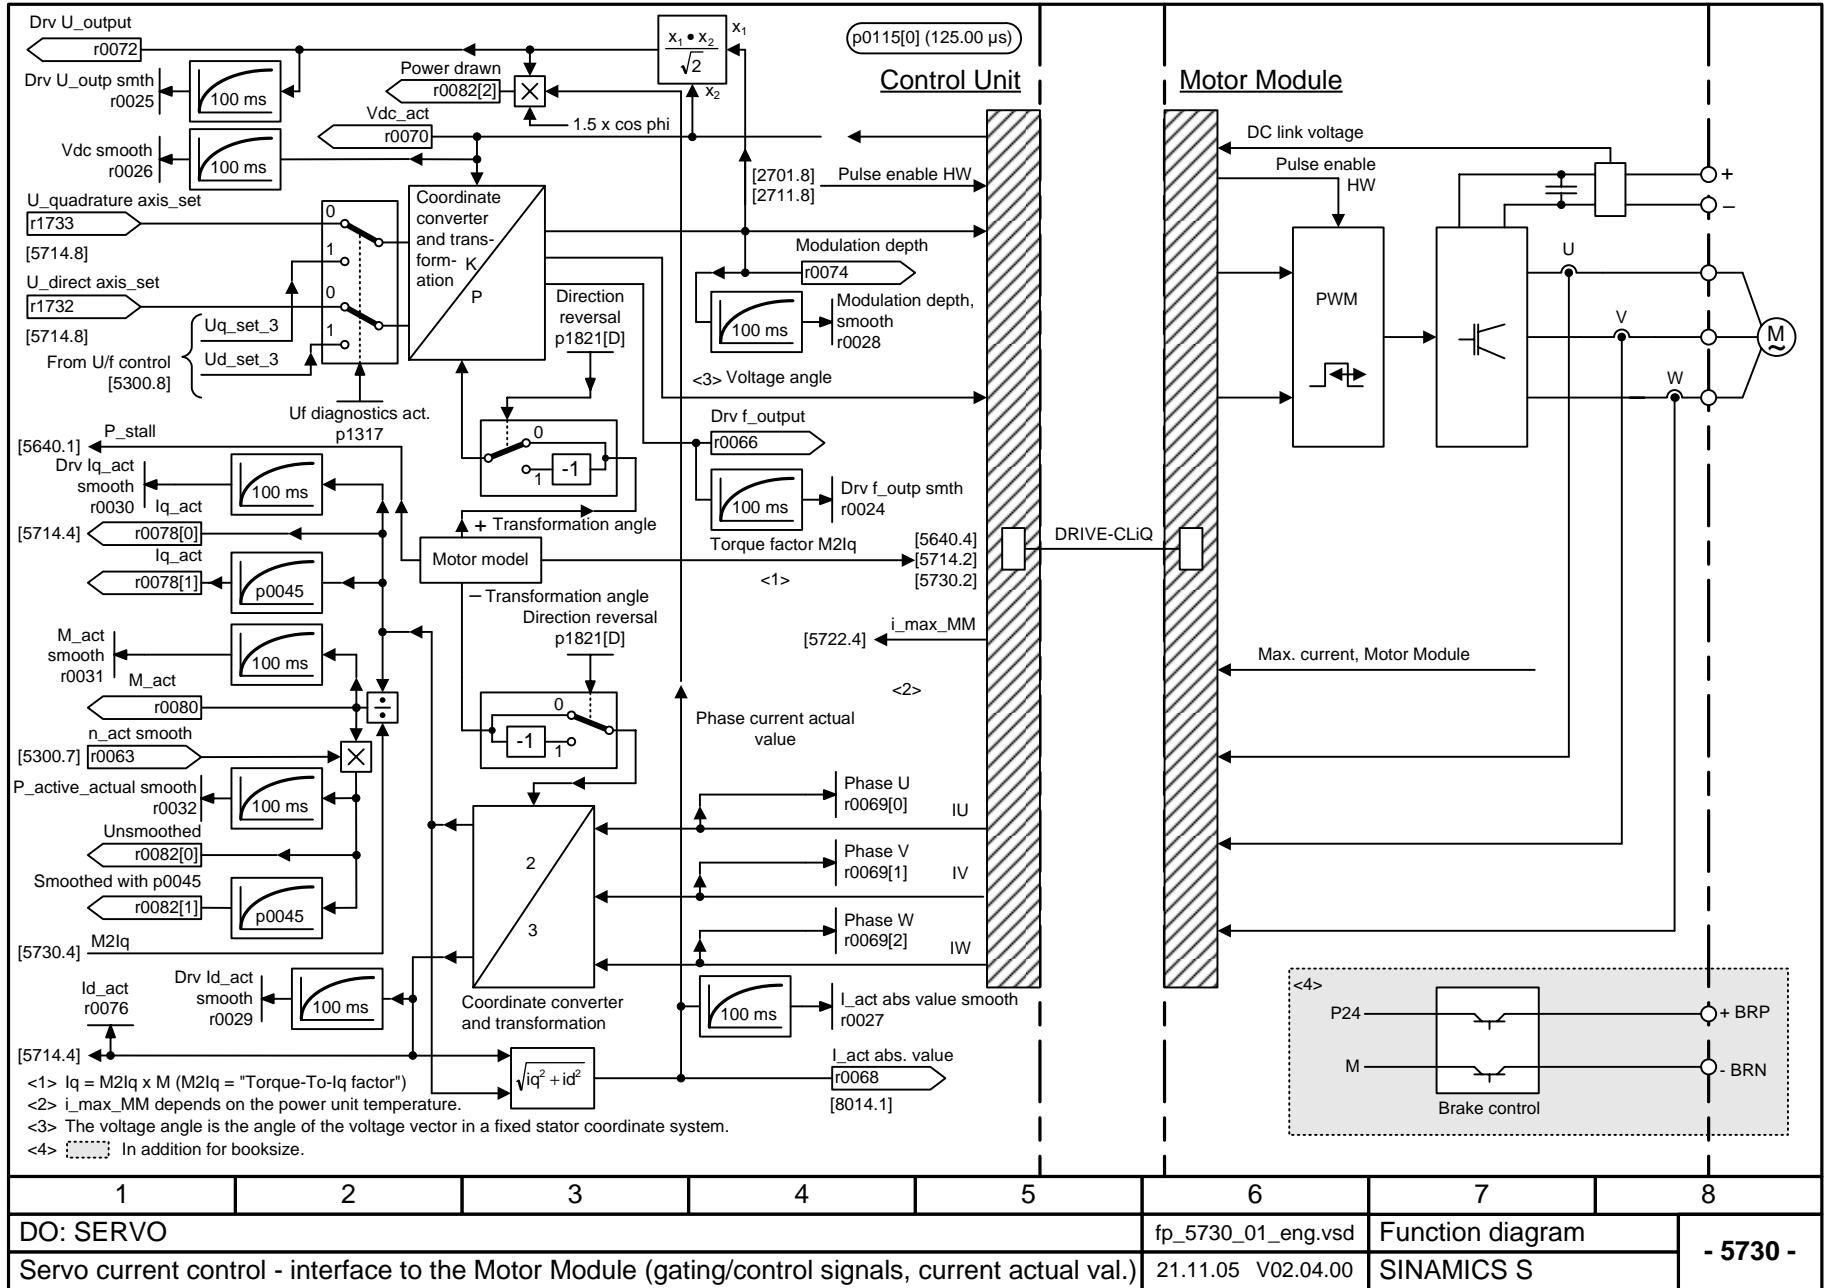 Drv U_output
r0072
Drv U_outp smth
r0025
100 ms
Power drawn
r0082[2]
Vdc_act
r0070
1.5 x cos phi
x1 • x2
√2
x1
x2
p0115[0] (125.00 µs)
Control Unit
Motor Module
Vdc smooth
r0026
100 ms
U_quadrature axis_set
r1733
[5714.8]
U_direct axis_set
r1732
[5714.8]
From U/f control
[5300.8]
Uq_set_3
Ud_set_3
0
1
0
1
Uf diagnostics act.
p1317
Coordinate
converter
and trans-
form-
ation
K
P
Direction
reversal
p1821[D]
0
1
-1
[2701.8]
[2711.8]
Pulse enable HW
Modulation depth
r0074
100 ms
Modulation depth,
smooth
r0028
<3> Voltage angle
Drv f_output
r0066
100 ms
Drv f_outp smth
r0024
DC link voltage
Pulse enable
HW
PWM
+
–
U
V
W
M
~
[5640.1]
P_stall
Drv Iq_act
smooth
r0030
100 ms
Iq_act
[5714.4]
r0078[0]
Iq_act
r0078[1]
p0045
+ Transformation angle
Motor model
– Transformation angle
Direction reversal
p1821[D]
0
1
-1
Torque factor M2Iq
<1>
[5640.4]
[5714.2]
[5730.2]
DRIVE-CLiQ
[5722.4]
i_max_MM
<2>
Max. current, Motor Module
M_act
smooth
r0031
100 ms
M_act
r0080
÷
n_act smooth
[5300.7]
r0063
P_active_actual smooth
r0032
100 ms
Unsmoothed
r0082[0]
Smoothed with p0045
r0082[1]
p0045
[5730.4]
M2Iq
Phase current actual
value
Phase U
r0069[0]
IU
Phase V
r0069[1]
IV
Phase W
r0069[2]
IW
2
3
Coordinate converter
and transformation
Id_act
r0076
Drv Id_act
smooth
r0029
100 ms
[5714.4]
√iq² + id²
100 ms
I_act abs value smooth
r0027
I_act abs. value
r0068
[8014.1]
<4>
P24
M
+ BRP
- BRN
Brake control
<1> Iq = M2Iq x M (M2Iq = "Torque-To-Iq factor")
<2> i_max_MM depends on the power unit temperature.
<3> The voltage angle is the angle of the voltage vector in a fixed stator coordinate system.
<4> In addition for booksize.
1 2 3 4 5 6 7 8
DO: SERVO
fp_5730_01_eng.vsd
Function diagram
- 5730 -
Servo current control - interface to the Motor Module (gating/control signals, current actual val.)
21.11.05 V02.04.00
SINAMICS S